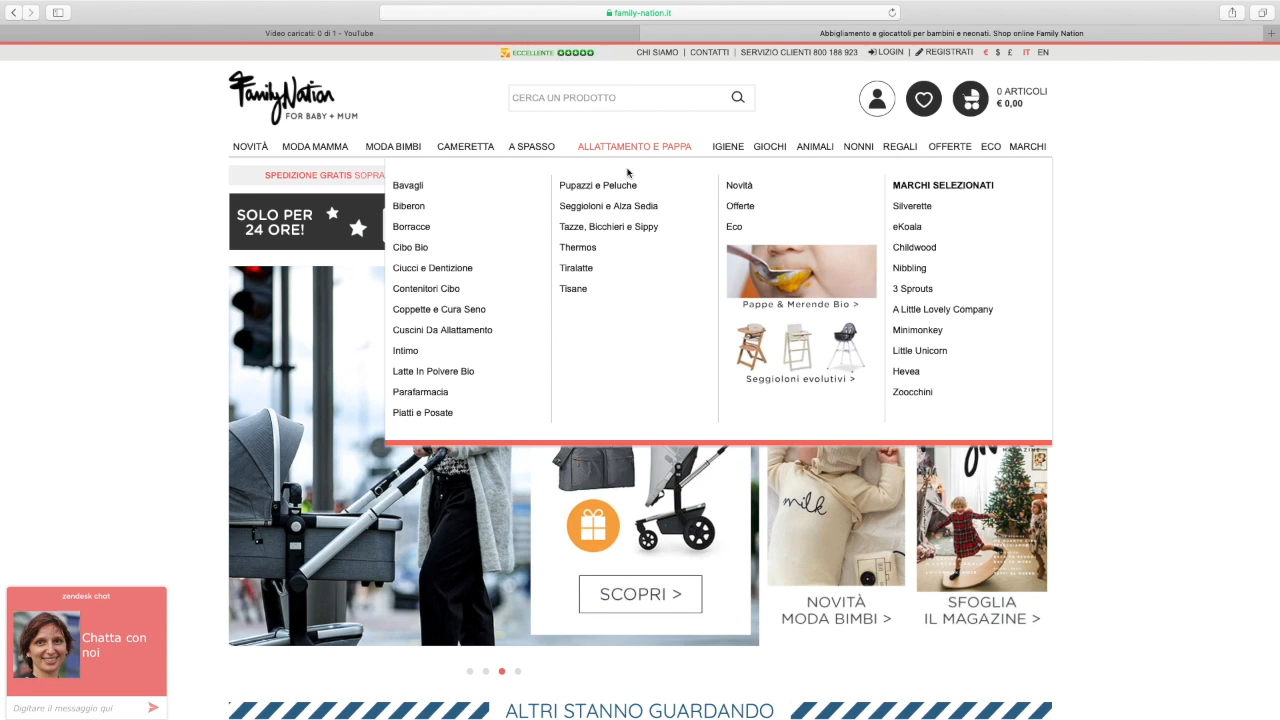 family-nation.it
Video caricati: 0 di 1 - YouTube
Abbigliamento e giocattoli per bambini e neonati. Shop online Family Nation
ECCELLENTE
CHI SIAMO | CONTATTI | SERVIZIO CLIENTI 800 188 923
LOGIN | REGISTRATI
€ $ £ IT EN
Family Nation
FOR BABY + MUM
CERCA UN PRODOTTO
0 ARTICOLI
€ 0,00
NOVITÀ MODA MAMMA MODA BIMBI CAMERETTA A SPASSO ALLATTAMENTO E PAPPA IGIENE GIOCHI ANIMALI NONNI REGALI OFFERTE ECO MARCHI
SPEDIZIONE GRATIS SOPRA
SOLO PER
24 ORE!
Bavagli
Biberon
Borracce
Cibo Bio
Ciucci e Dentizione
Contenitori Cibo
Coppette e Cura Seno
Cuscini Da Allattamento
Intimo
Latte In Polvere Bio
Parafarmacia
Piatti e Posate
Pupazzi e Peluche
Seggioloni e Alza Sedia
Tazze, Bicchieri e Sippy
Thermos
Tiralatte
Tisane
Novità
Offerte
Eco
Pappe & Merende Bio >
Seggioloni evolutivi >
MARCHI SELEZIONATI
Silverette
eKoala
Childwood
Nibbling
3 Sprouts
A Little Lovely Company
Minimonkey
Little Unicorn
Hevea
Zoocchini
SCOPRI >
milk
NOVITÀ
MODA BIMBI >
SFOGLIA
IL MAGAZINE >
zendesk chat
Chatta con
noi
Digitare il messaggio qui
ALTRI STANNO GUARDANDO